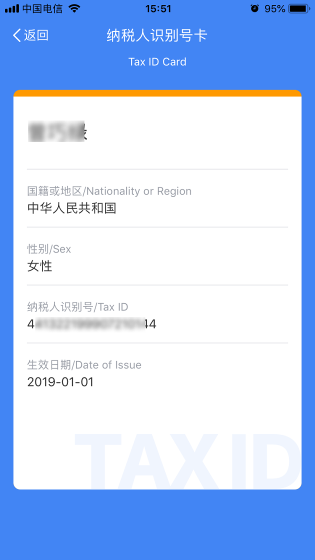 中国电信 15:51 95%
返回 纳税人识别号卡
Tax ID Card
国籍或地区/Nationality or Region
中华人民共和国
性别/Sex
女性
纳税人识别号/Tax ID
生效日期/Date of Issue
2019-01-01
TAX ID